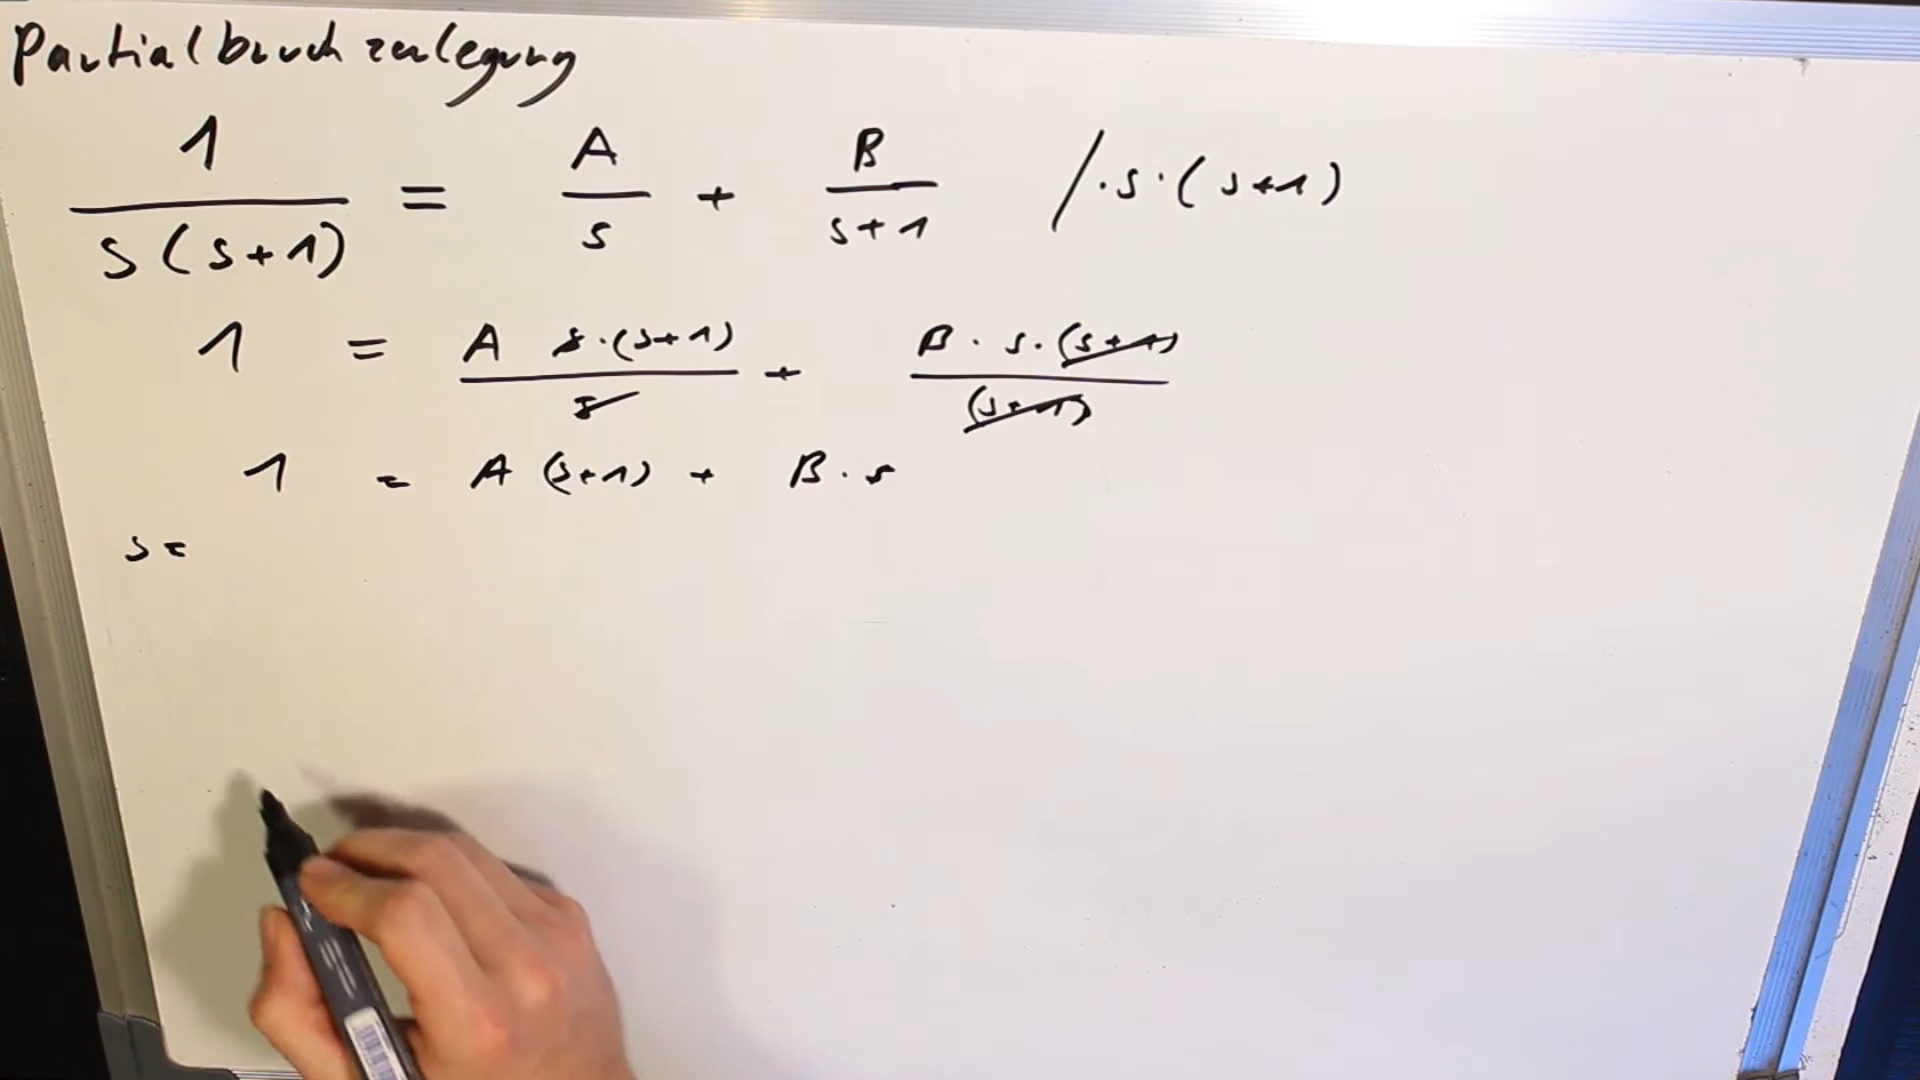 Partialbruchzerlegung
1/(s(s+1)) = A/s + B/(s+1) /·s·(s+1)
1 = (A s·(s+1))/s + (B·s·(s+1))/(s+1)
1 = A (s+1) + B·s
s =